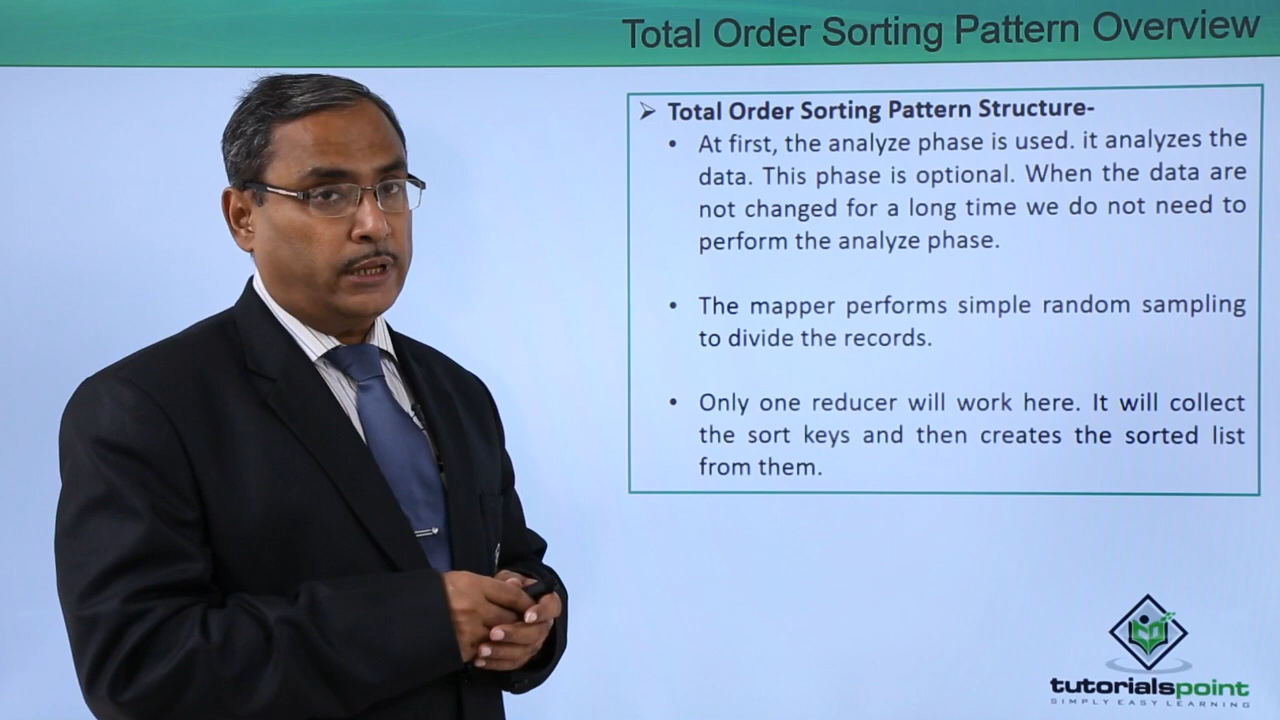 Total Order Sorting Pattern Overview
➢ Total Order Sorting Pattern Structure-
• At first, the analyze phase is used. it analyzes the
data. This phase is optional. When the data are
not changed for a long time we do not need to
perform the analyze phase.
• The mapper performs simple random sampling
to divide the records.
• Only one reducer will work here. It will collect
the sort keys and then creates the sorted list
from them.
tutorialspoint
SIMPLY EASY LEARNING